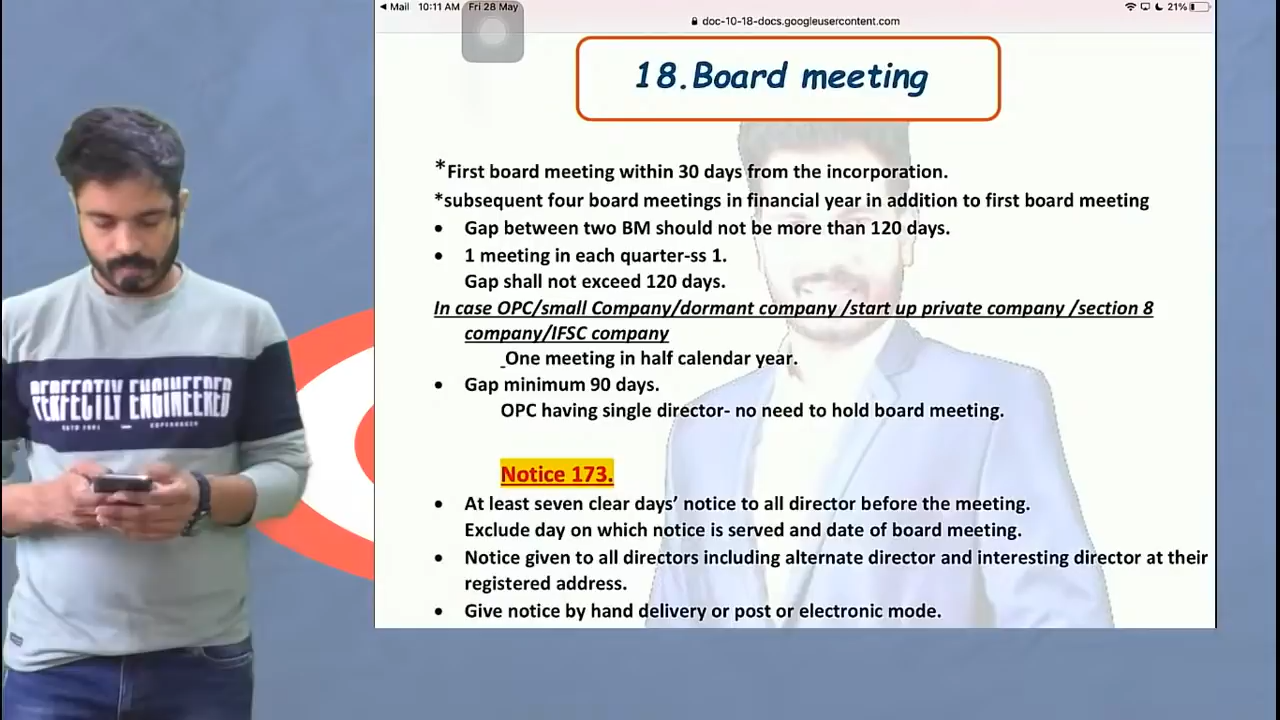 Mail 10:11 AM Fri 28 May 21%
doc-10-18-docs.googleusercontent.com
18.Board meeting
*First board meeting within 30 days from the incorporation.
*subsequent four board meetings in financial year in addition to first board meeting
• Gap between two BM should not be more than 120 days.
• 1 meeting in each quarter-ss 1.
Gap shall not exceed 120 days.
In case OPC/small Company/dormant company /start up private company /section 8
company/IFSC company
_One meeting in half calendar year.
• Gap minimum 90 days.
OPC having single director- no need to hold board meeting.
Notice 173.
• At least seven clear days’ notice to all director before the meeting.
Exclude day on which notice is served and date of board meeting.
• Notice given to all directors including alternate director and interesting director at their
registered address.
• Give notice by hand delivery or post or electronic mode.
PERFECTLY ENGINEERED